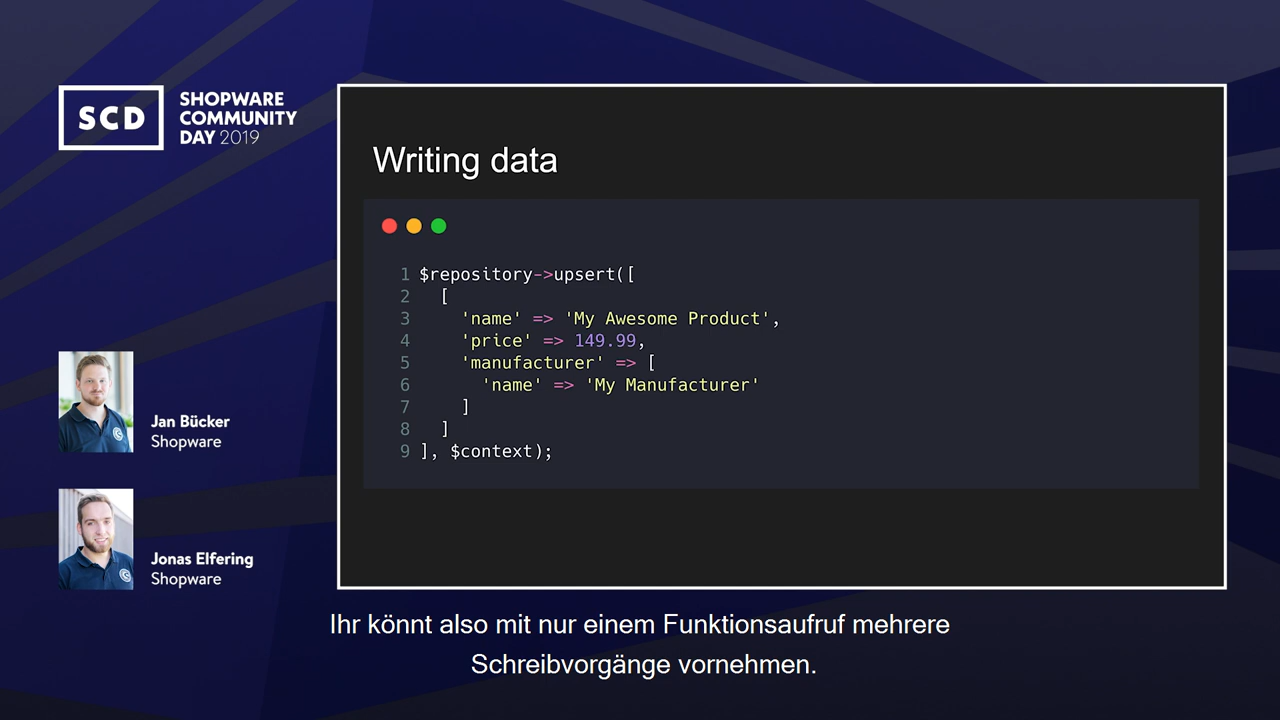 SCD
SHOPWARE
COMMUNITY
DAY 2019
Writing data
1 $repository->upsert([
2   [
3     'name' => 'My Awesome Product',
4     'price' => 149.99,
5     'manufacturer' => [
6       'name' => 'My Manufacturer'
7     ]
8   ]
9 ], $context);
Jan Bücker
Shopware
Jonas Elfering
Shopware
Ihr könnt also mit nur einem Funktionsaufruf mehrere
Schreibvorgänge vornehmen.